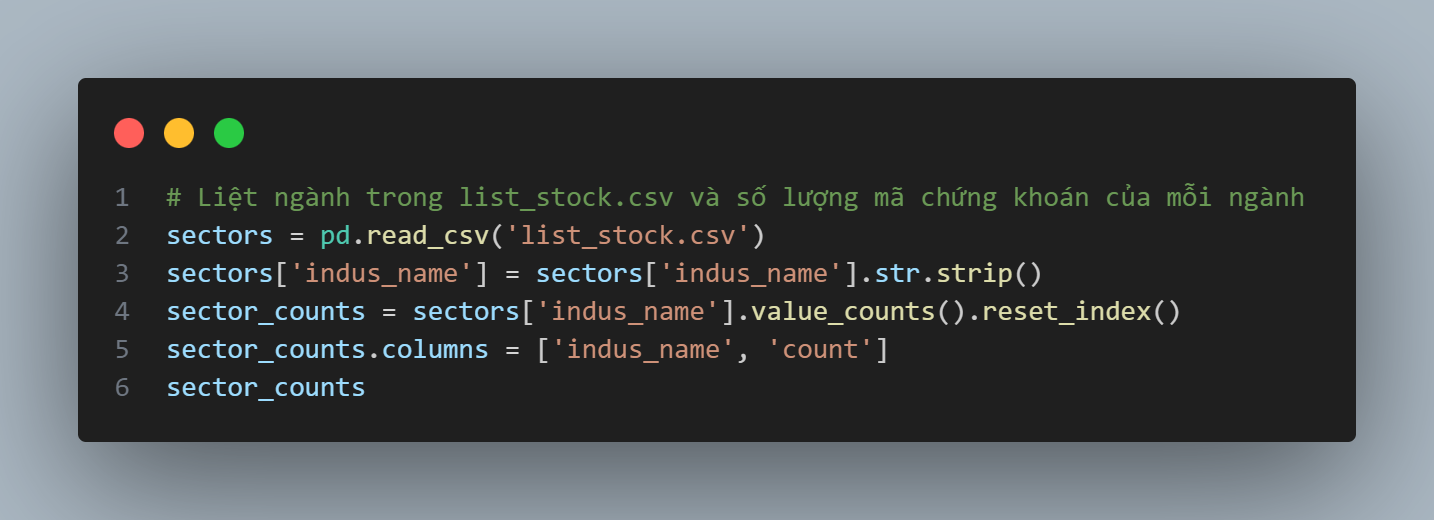 1 # Liệt ngành trong list_stock.csv và số lượng mã chứng khoán của mỗi ngành
2 sectors = pd.read_csv('list_stock.csv')
3 sectors['indus_name'] = sectors['indus_name'].str.strip()
4 sector_counts = sectors['indus_name'].value_counts().reset_index()
5 sector_counts.columns = ['indus_name', 'count']
6 sector_counts